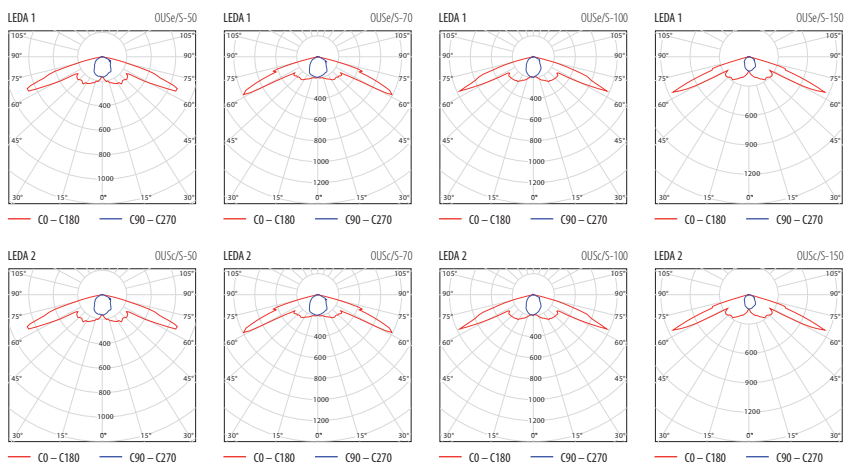 LEDA 1 OUSe/S-50
105° 105°
90° 90°
75° 75°
60° 60°
400
45° 600 45°
800
1000
30° 15° 0° 15° 30°
C0 – C180 C90 – C270
LEDA 1 OUSe/S-70
105° 105°
90° 90°
75° 75°
60° 400 60°
600
45° 800 45°
1000
1200
30° 15° 0° 15° 30°
C0 – C180 C90 – C270
LEDA 1 OUSe/S-100
105° 105°
90° 90°
75° 75°
60° 400 60°
600
45° 800 45°
1000
1200
30° 15° 0° 15° 30°
C0 – C180 C90 – C270
LEDA 1 OUSe/S-150
105° 105°
90° 90°
75° 75°
60° 60°
600
45° 900 45°
1200
30° 15° 0° 15° 30°
C0 – C180 C90 – C270
LEDA 2 OUSc/S-50
105° 105°
90° 90°
75° 75°
60° 60°
400
600
45° 800 45°
1000
30° 15° 0° 15° 30°
C0 – C180 C90 – C270
LEDA 2 OUSc/S-70
105° 105°
90° 90°
75° 75°
60° 400 60°
600
45° 800 45°
1000
1200
30° 15° 0° 15° 30°
C0 – C180 C90 – C270
LEDA 2 OUSc/S-100
105° 105°
90° 90°
75° 75°
60° 400 60°
600
45° 800 45°
1000
1200
30° 15° 0° 15° 30°
C0 – C180 C90 – C270
LEDA 2 OUSc/S-150
105° 105°
90° 90°
75° 75°
60° 60°
600
45° 900 45°
1200
30° 15° 0° 15° 30°
C0 – C180 C90 – C270